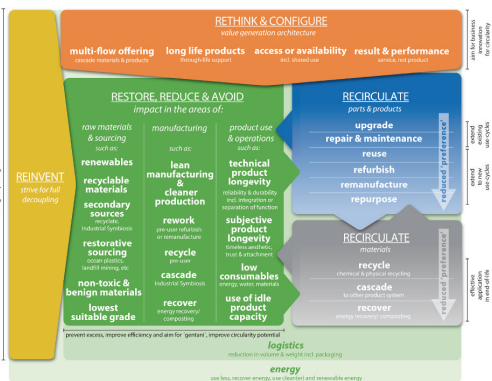 RETHINK & CONFIGURE
value generation architecture
multi-flow offering
cascade materials & products
long life products
through-life support
access or availability
incl. shared use
result & performance
service, not product
aim for business
innovation
for circularity
REINVENT
strive for full
decoupling
RESTORE, REDUCE & AVOID
impact in the areas of:
raw materials
& sourcing
such as:
renewables
recyclable
materials
secondary
sources
recyclate,
Industrial Symbiosis
restorative
sourcing
ocean plastics,
landfill mining, etc
non-toxic &
benign materials
lowest
suitable grade
manufacturing
such as:
lean
manufacturing
&
cleaner
production
rework
pre-user refurbish
or remanufacture
recycle
pre-user
cascade
Industrial Symbiosis
recover
energy recovery/
composting
product use
& operations
such as:
technical
product
longevity
reliability & durability
incl. integration or
separation of function
subjective
product
longevity
timeless aesthetic,
trust & attachment
low
consumables
energy, water, materials
use of idle
product
capacity
prevent excess, improve efficiency and aim for 'gentani', improve circularity potential
RECIRCULATE
parts & products
upgrade
repair & maintenance
reuse
refurbish
remanufacture
repurpose
reduced 'preference'
extend
existing
use-cycles
extend
to new
use-cycles
RECIRCULATE
materials
recycle
chemical & physical recycling
cascade
to other product system
recover
energy recovery/ composting
reduced 'preference'
effective
application
in end-of-life
logistics
reduction in volume & weight incl. packaging
energy
use less, recover energy, use (cleaner) and renewable energy